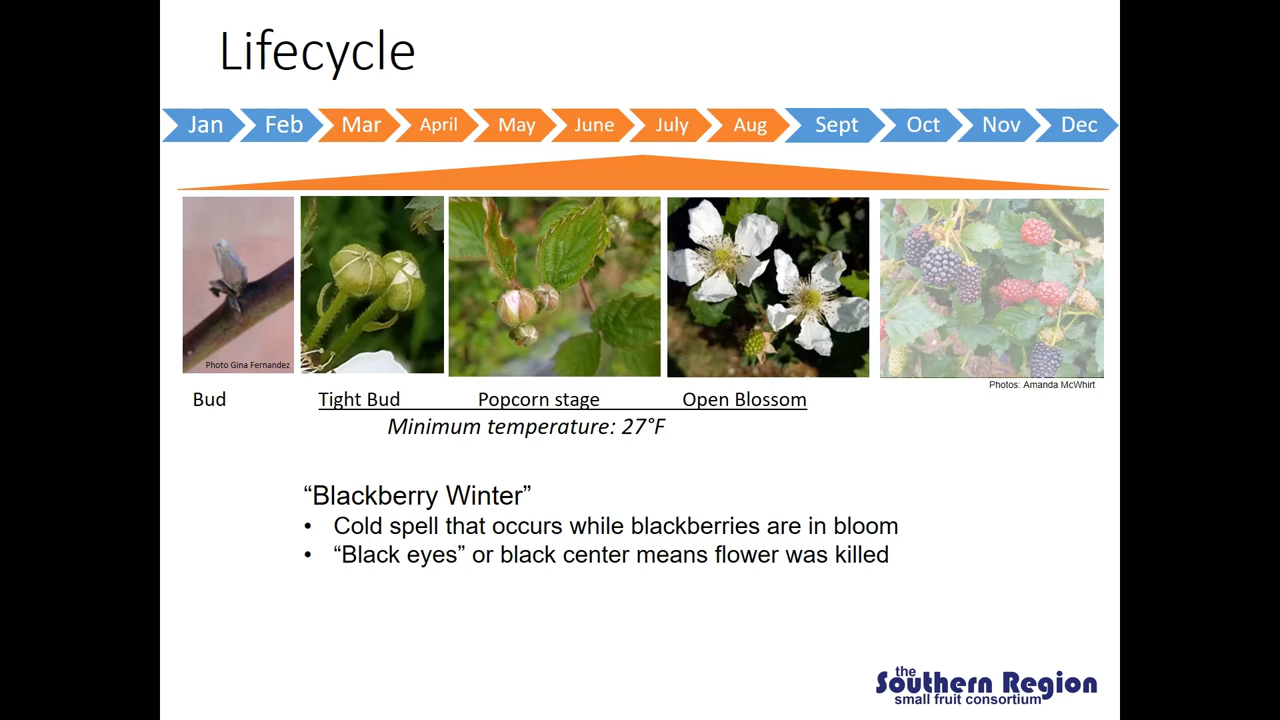 Lifecycle
Jan Feb Mar April May June July Aug Sept Oct Nov Dec
Photo Gina Fernandez
Photos: Amanda McWhirt
Bud Tight Bud Popcorn stage Open Blossom
Minimum temperature: 27°F
“Blackberry Winter”
• Cold spell that occurs while blackberries are in bloom
• “Black eyes” or black center means flower was killed
the
Southern Region
small fruit consortium